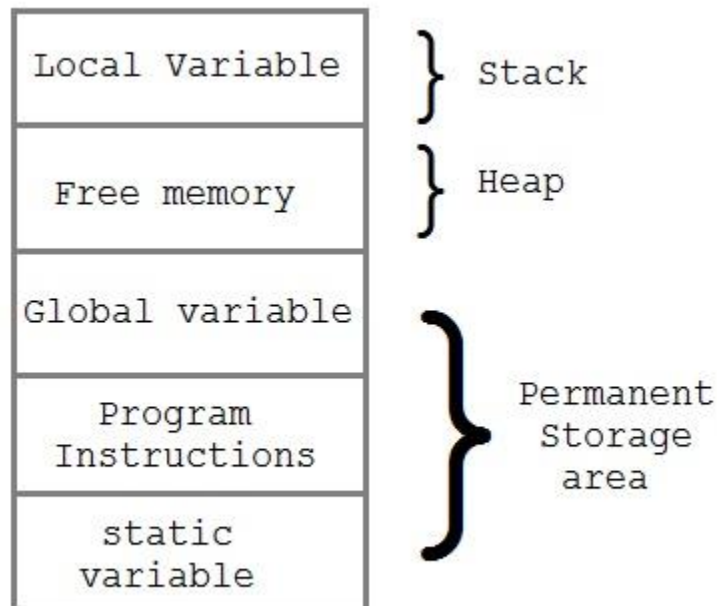 Local Variable
Stack
Free memory
Heap
Global variable
Program
Instructions
Permanent
Storage
area
static
variable